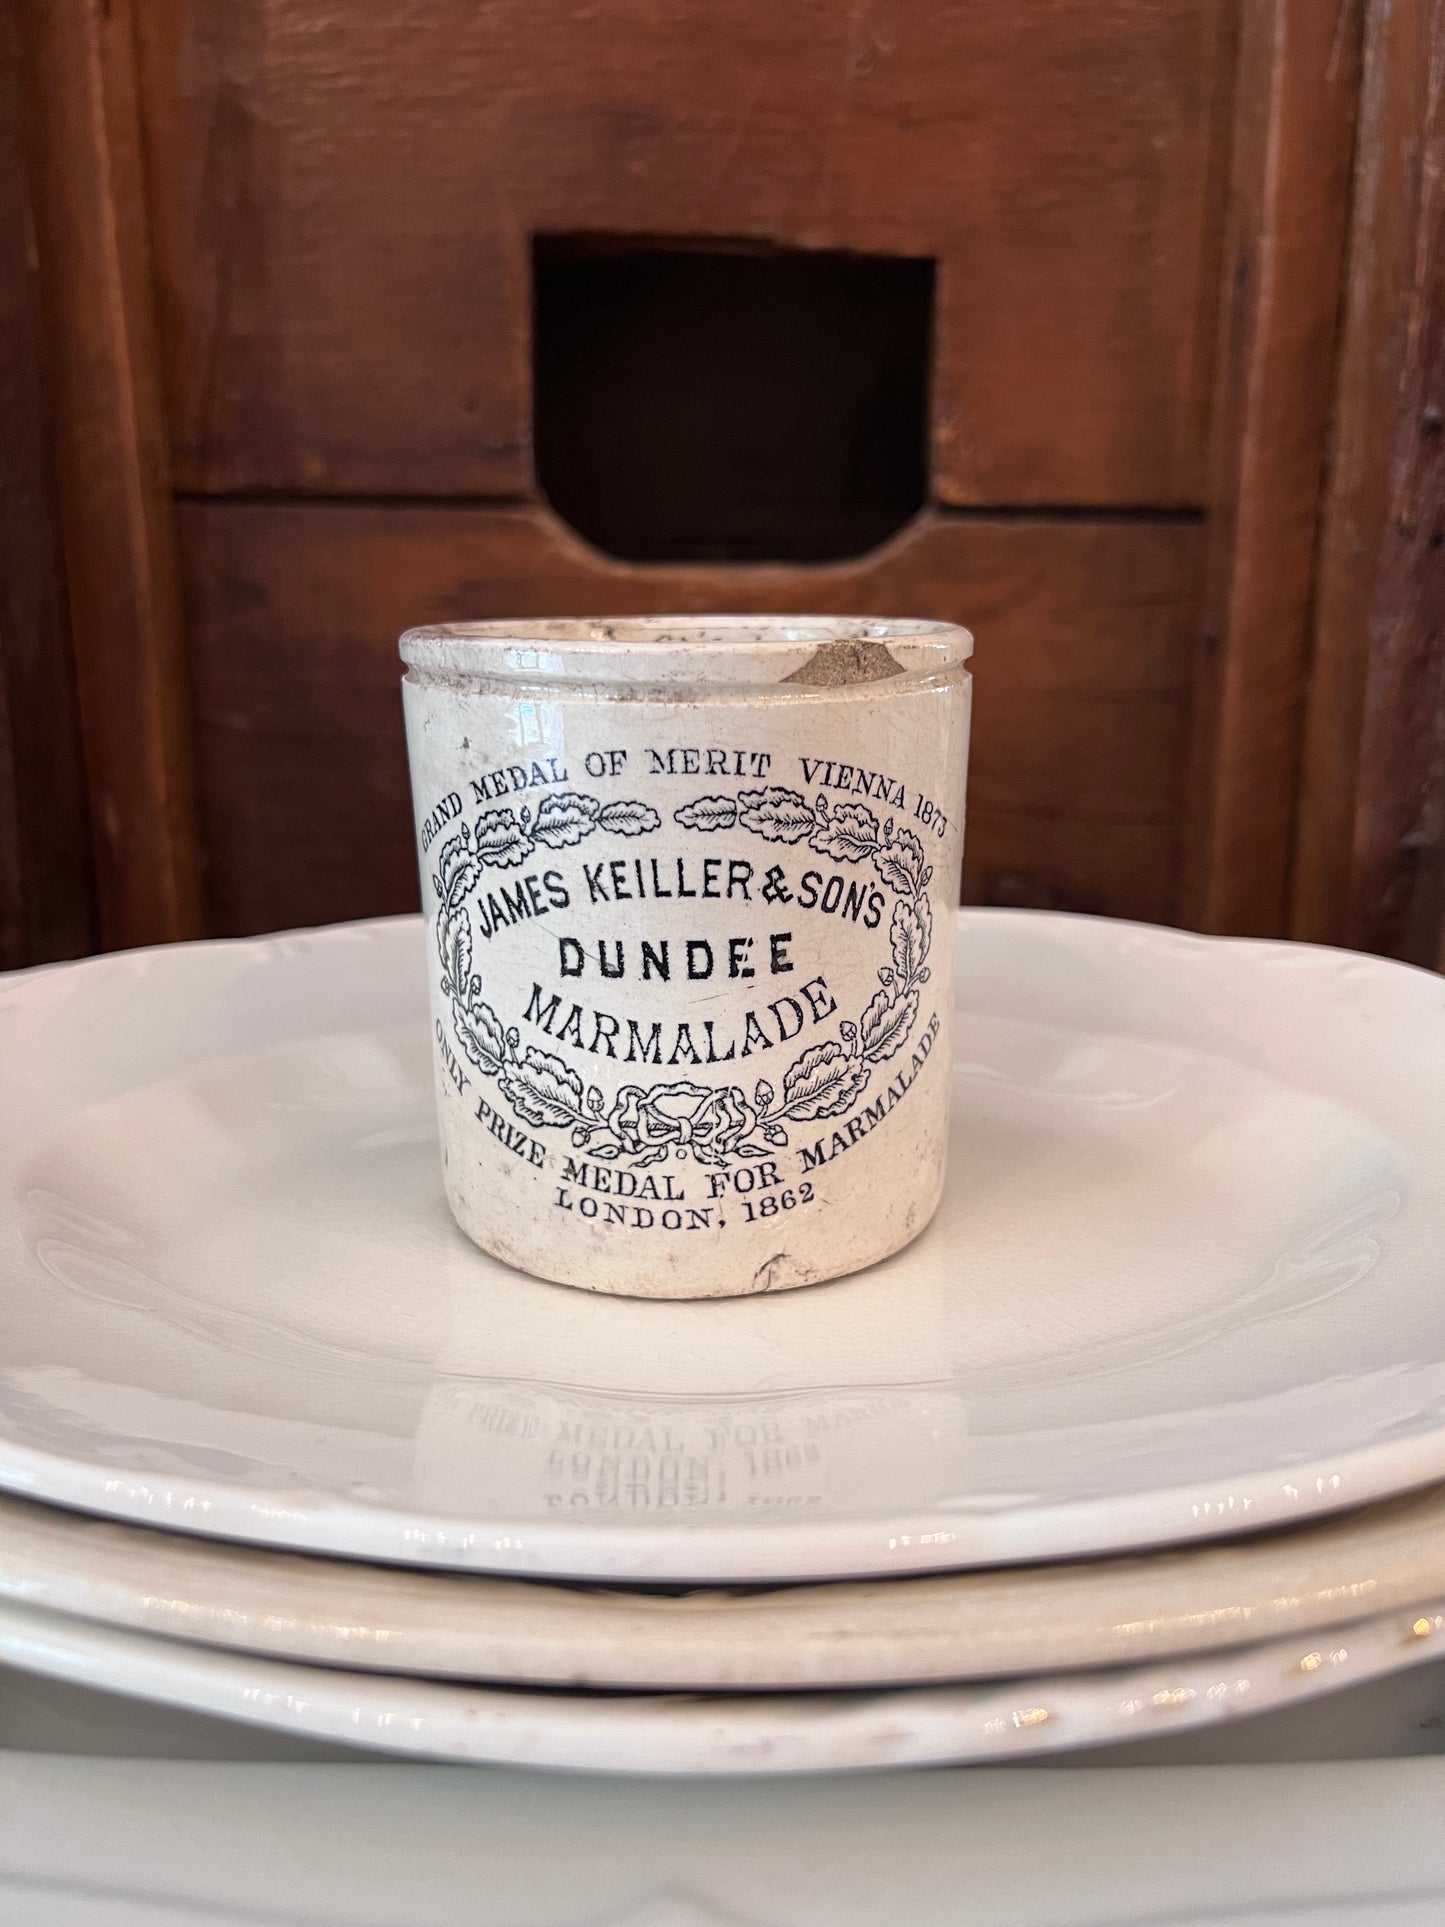 GRAND MEDAL OF MERIT VIENNA 1873
JAMES KEILLER & SON'S
DUNDEE
MARMALADE
ONLY PRIZE MEDAL FOR MARMALADE
LONDON, 1862